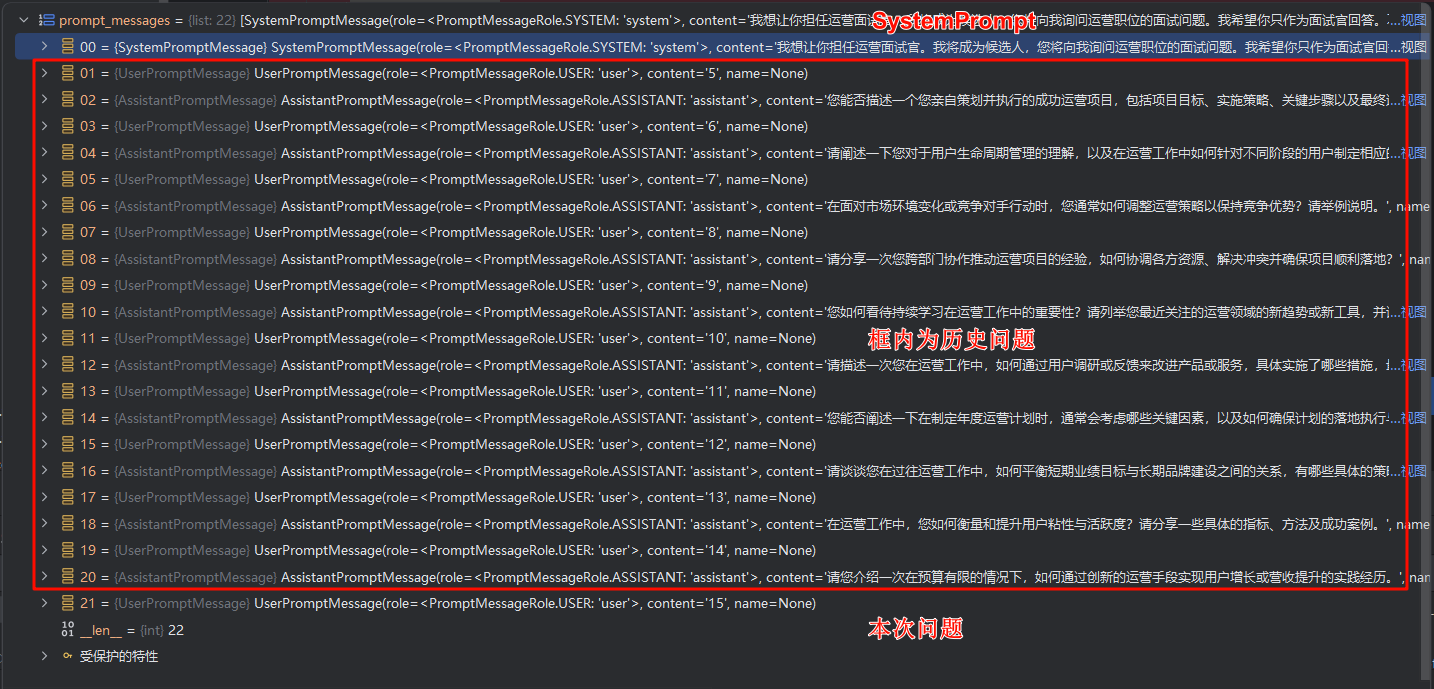 prompt_messages = {list: 22} [SystemPromptMessage(role=<PromptMessageRole.SYSTEM: 'system'>, content='我想让你担任运营面试 SystemPrompt 向我询问运营职位的面试问题。我希望你只作为面试官回答。...视图
00 = {SystemPromptMessage} SystemPromptMessage(role=<PromptMessageRole.SYSTEM: 'system'>, content='我想让你担任运营面试官。我将成为候选人，您将向我询问运营职位的面试问题。我希望你只作为面试官回...视图
01 = {UserPromptMessage} UserPromptMessage(role=<PromptMessageRole.USER: 'user'>, content='5', name=None)
02 = {AssistantPromptMessage} AssistantPromptMessage(role=<PromptMessageRole.ASSISTANT: 'assistant'>, content='您能否描述一个您亲自策划并执行的成功运营项目，包括项目目标、实施策略、关键步骤以及最终...视图
03 = {UserPromptMessage} UserPromptMessage(role=<PromptMessageRole.USER: 'user'>, content='6', name=None)
04 = {AssistantPromptMessage} AssistantPromptMessage(role=<PromptMessageRole.ASSISTANT: 'assistant'>, content='请阐述一下您对于用户生命周期管理的理解，以及在运营工作中如何针对不同阶段的用户制定相应...视图
05 = {UserPromptMessage} UserPromptMessage(role=<PromptMessageRole.USER: 'user'>, content='7', name=None)
06 = {AssistantPromptMessage} AssistantPromptMessage(role=<PromptMessageRole.ASSISTANT: 'assistant'>, content='在面对市场环境变化或竞争对手行动时，您通常如何调整运营策略以保持竞争优势？请举例说明。', name
07 = {UserPromptMessage} UserPromptMessage(role=<PromptMessageRole.USER: 'user'>, content='8', name=None)
08 = {AssistantPromptMessage} AssistantPromptMessage(role=<PromptMessageRole.ASSISTANT: 'assistant'>, content='请分享一次您跨部门协作推动运营项目的经验，如何协调各方资源、解决冲突并确保项目顺利落地？', nan
09 = {UserPromptMessage} UserPromptMessage(role=<PromptMessageRole.USER: 'user'>, content='9', name=None)
10 = {AssistantPromptMessage} AssistantPromptMessage(role=<PromptMessageRole.ASSISTANT: 'assistant'>, content='您如何看待持续学习在运营工作中的重要性？请列举您最近关注的运营领域的新趋势或新工具，并...视图
11 = {UserPromptMessage} UserPromptMessage(role=<PromptMessageRole.USER: 'user'>, content='10', name=None)
框内为历史问题
12 = {AssistantPromptMessage} AssistantPromptMessage(role=<PromptMessageRole.ASSISTANT: 'assistant'>, content='请描述一次您在运营工作中，如何通过用户调研或反馈来改进产品或服务，具体实施了哪些措施，...视图
13 = {UserPromptMessage} UserPromptMessage(role=<PromptMessageRole.USER: 'user'>, content='11', name=None)
14 = {AssistantPromptMessage} AssistantPromptMessage(role=<PromptMessageRole.ASSISTANT: 'assistant'>, content='您能否阐述一下在制定年度运营计划时，通常会考虑哪些关键因素，以及如何确保计划的落地执行...视图
15 = {UserPromptMessage} UserPromptMessage(role=<PromptMessageRole.USER: 'user'>, content='12', name=None)
16 = {AssistantPromptMessage} AssistantPromptMessage(role=<PromptMessageRole.ASSISTANT: 'assistant'>, content='请谈谈您在过往运营工作中，如何平衡短期业绩目标与长期品牌建设之间的关系，有哪些具体的策...视图
17 = {UserPromptMessage} UserPromptMessage(role=<PromptMessageRole.USER: 'user'>, content='13', name=None)
18 = {AssistantPromptMessage} AssistantPromptMessage(role=<PromptMessageRole.ASSISTANT: 'assistant'>, content='在运营工作中，您如何衡量和提升用户粘性与活跃度？请分享一些具体的指标、方法及成功案例。', name
19 = {UserPromptMessage} UserPromptMessage(role=<PromptMessageRole.USER: 'user'>, content='14', name=None)
20 = {AssistantPromptMessage} AssistantPromptMessage(role=<PromptMessageRole.ASSISTANT: 'assistant'>, content='请您介绍一次在预算有限的情况下，如何通过创新的运营手段实现用户增长或营收提升的实践经历。', nan
21 = {UserPromptMessage} UserPromptMessage(role=<PromptMessageRole.USER: 'user'>, content='15', name=None)
__len__ = {int} 22
本次问题
受保护的特性